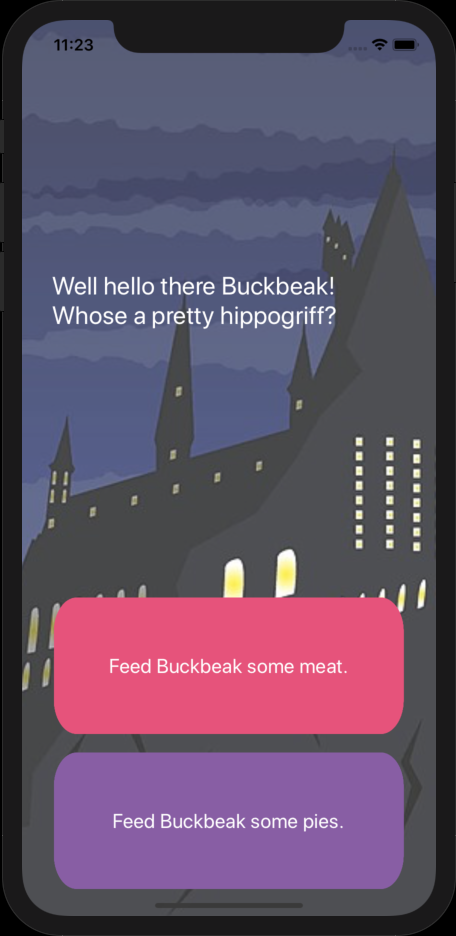 11:23
Well hello there Buckbeak!
Whose a pretty hippogriff?
Feed Buckbeak some meat.
Feed Buckbeak some pies.